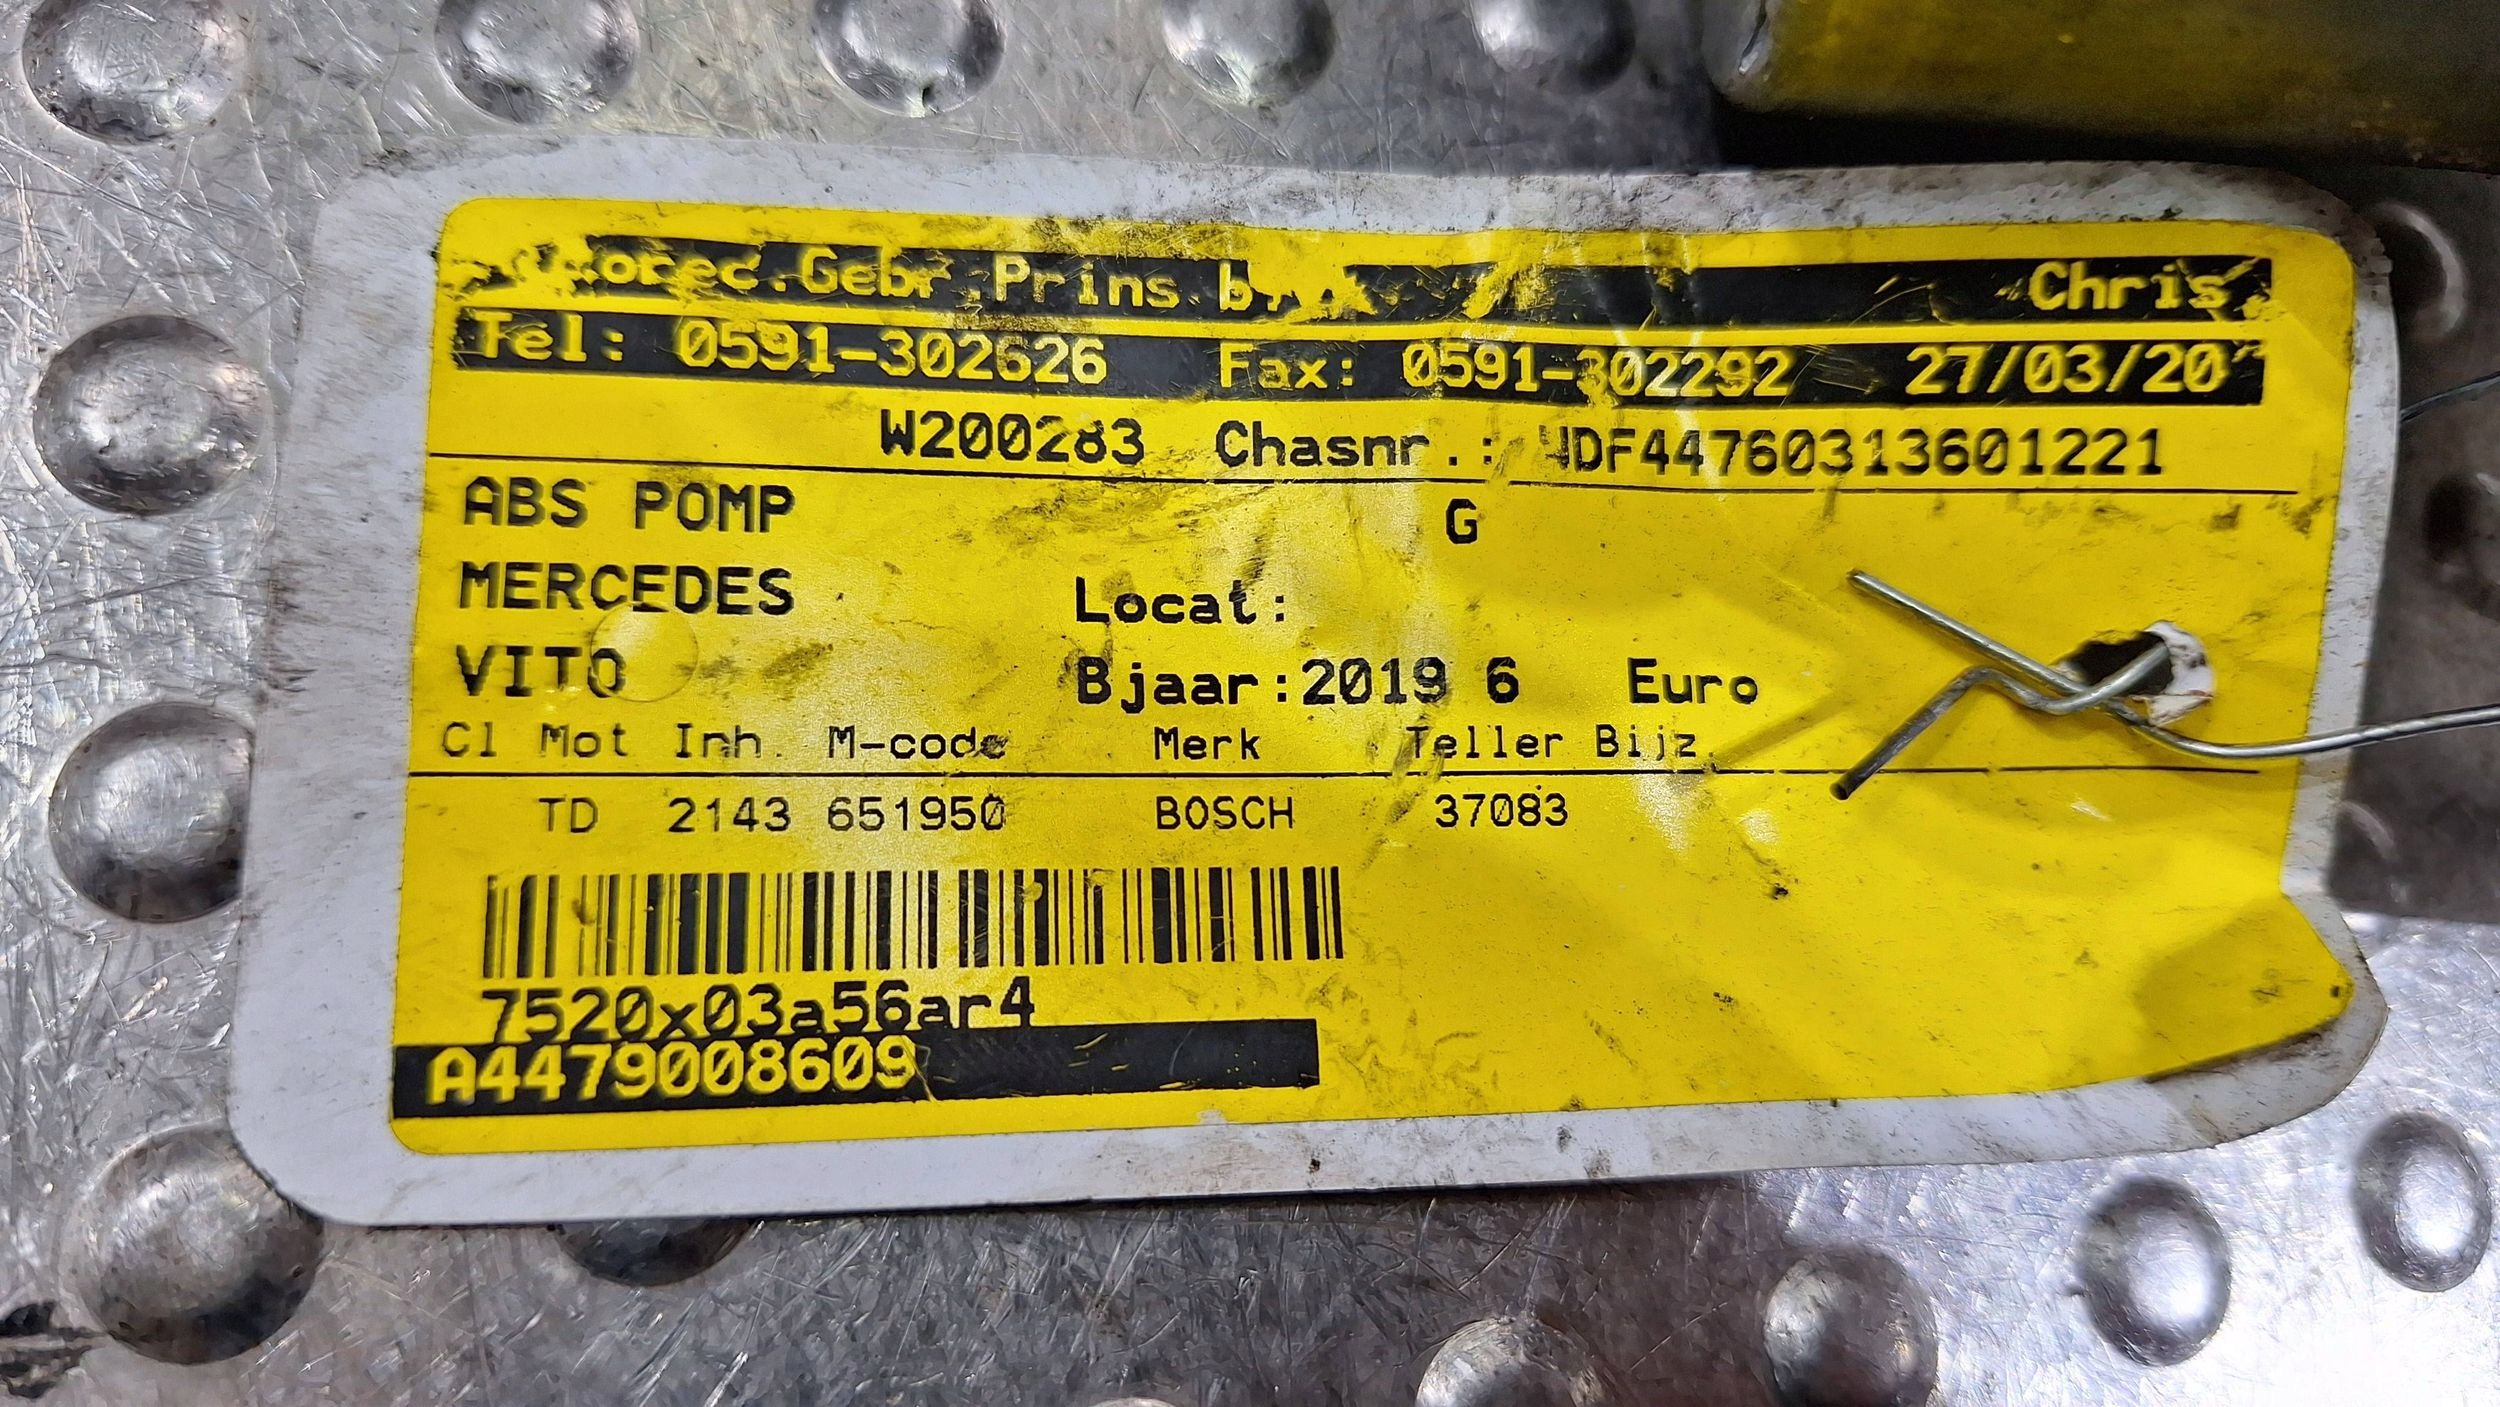 Gebr.Prins Chris
Tel: 0591-302626 Fax: 0591-302292 27/03/20
W200283 Chasnr.: WDF44760313601221
ABS POMP G
MERCEDES Locat:
VITO Bjaar:2019 6 Euro
Cl Mot Inh. M-code Merk Teller Bijz.
TD 2143 651950 BOSCH 37083
7520x03a56ar4
A4479008609